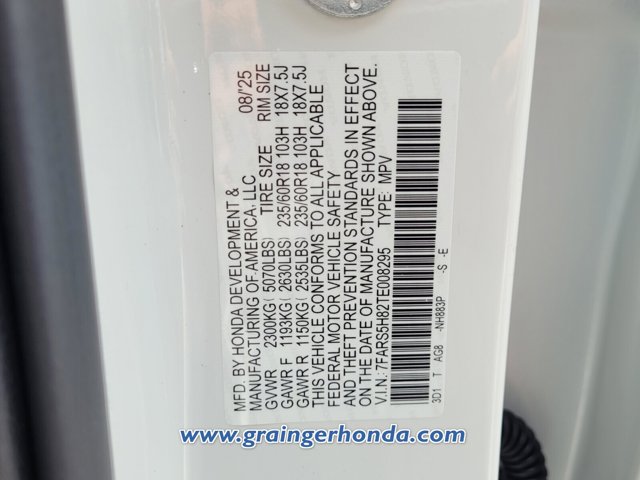 MFD. BY HONDA DEVELOPMENT & 08/'25
MANUFACTURING OF AMERICA, LLC
GVWR 2300KG (5070LBS) TIRE SIZE RIM SIZE
GAWR F 1193KG (2630LBS) 235/60R18 103H 18X7.5J
GAWR R 1150KG (2535LBS) 235/60R18 103H 18X7.5J
THIS VEHICLE CONFORMS TO ALL APPLICABLE
FEDERAL MOTOR VEHICLE SAFETY
AND THEFT PREVENTION STANDARDS IN EFFECT
ON THE DATE OF MANUFACTURE SHOWN ABOVE.
V.I.N.: 7FARS5H82TE008295 TYPE: MPV
3D1 T AG8 -NH883P -S -E
www.graingerhonda.com